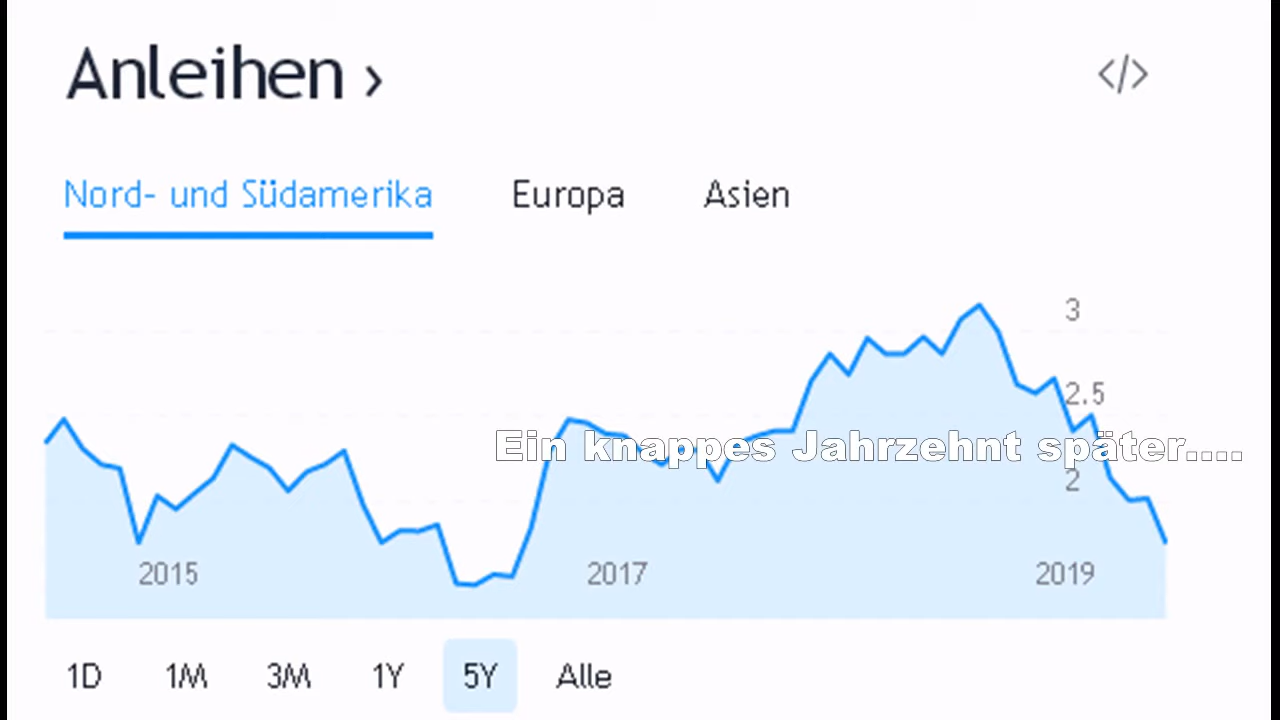 Anleihen ›
</>
Nord- und Südamerika Europa Asien
3
2.5
Ein knappes Jahrzehnt später....
2
2015 2017 2019
1D 1M 3M 1Y 5Y Alle